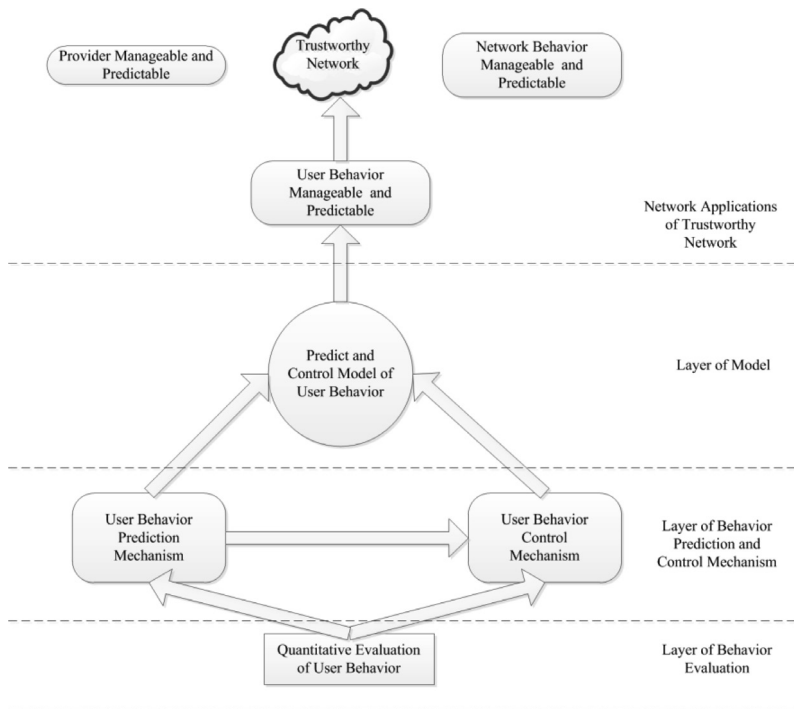 Provider Manageable and
Predictable
Trustworthy
Network
Network Behavior
Manageable and
Predictable
User Behavior
Manageable and
Predictable
Network Applications
of Trustworthy
Network
Predict and
Control Model of
User Behavior
Layer of Model
User Behavior
Prediction
Mechanism
User Behavior
Control
Mechanism
Layer of Behavior
Prediction and
Control Mechanism
Quantitative Evaluation
of User Behavior
Layer of Behavior
Evaluation